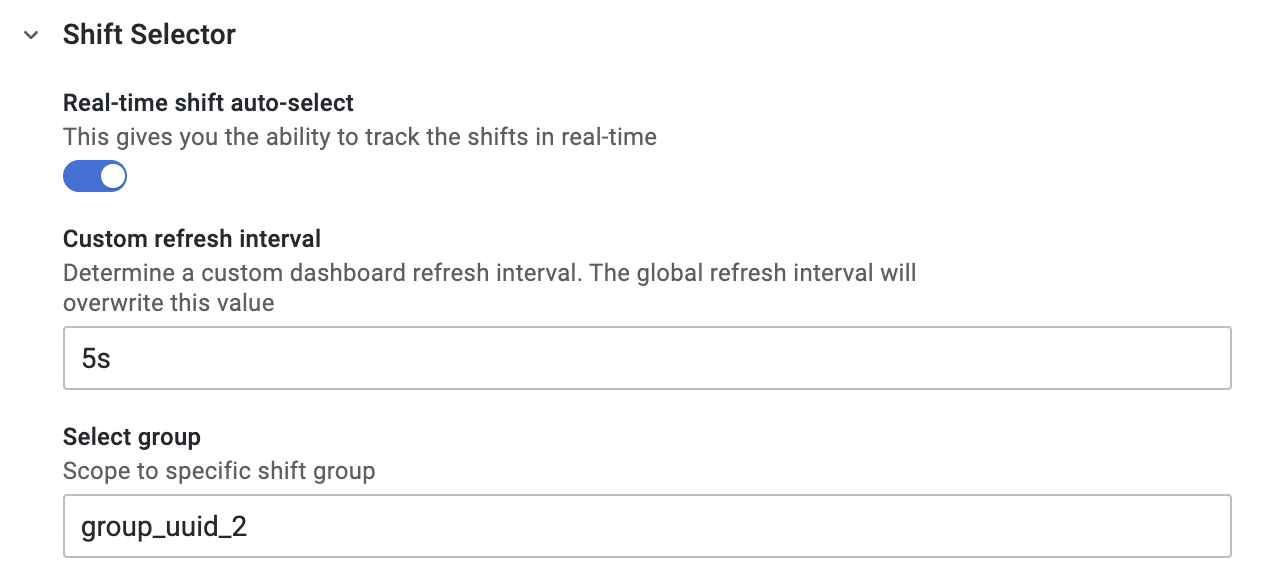 Shift Selector
Real-time shift auto-select
This gives you the ability to track the shifts in real-time
Custom refresh interval
Determine a custom dashboard refresh interval. The global refresh interval will
overwrite this value
5s
Select group
Scope to specific shift group
group_uuid_2